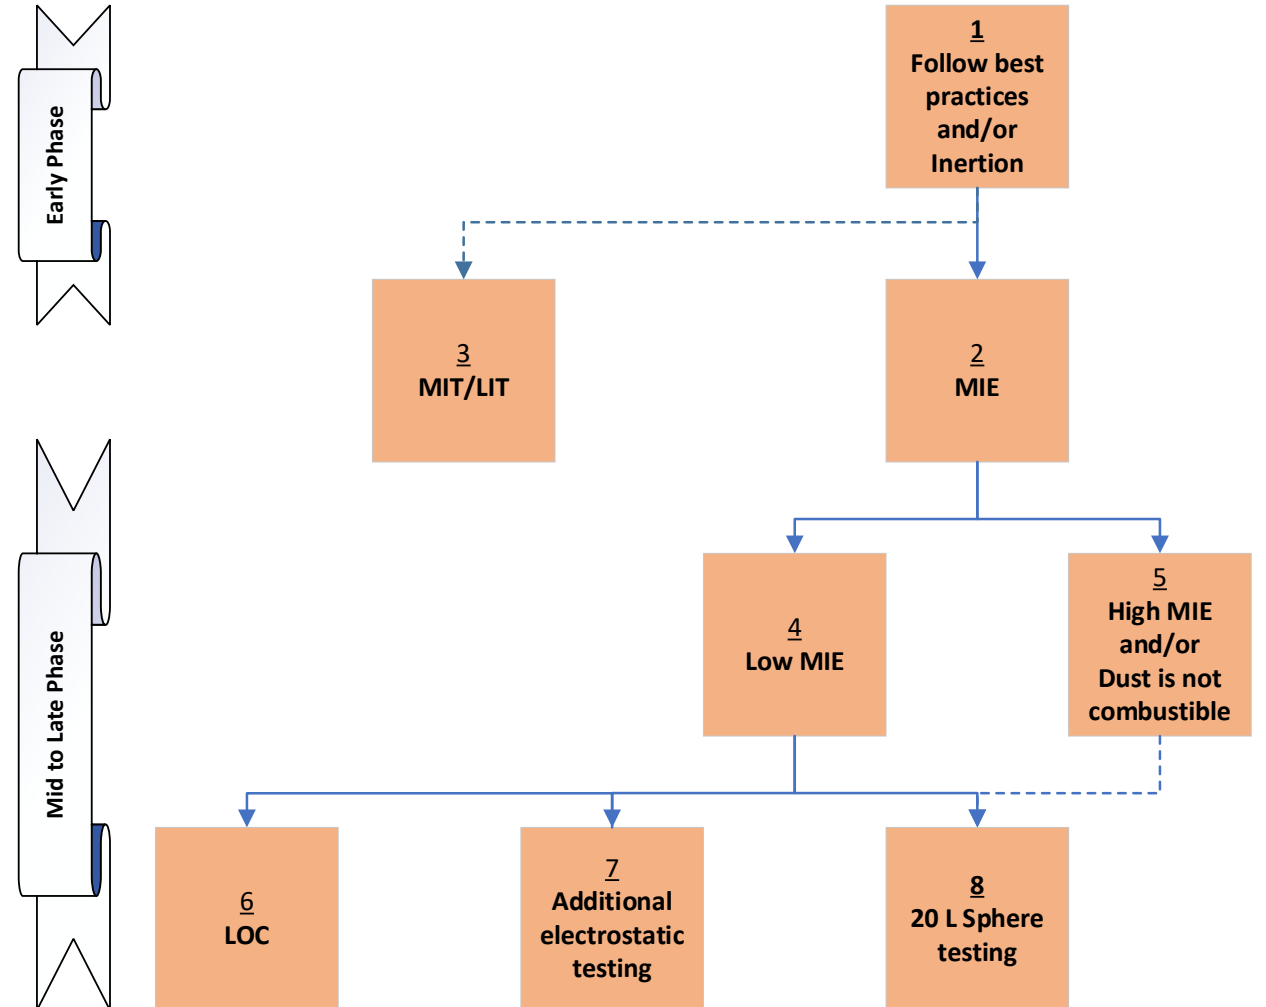 Early Phase
1
Follow best
practices
and/or
Inertion
3
MIT/LIT
2
MIE
Mid to Late Phase
4
Low MIE
5
High MIE
and/or
Dust is not
combustible
6
LOC
7
Additional
electrostatic
testing
8
20 L Sphere
testing